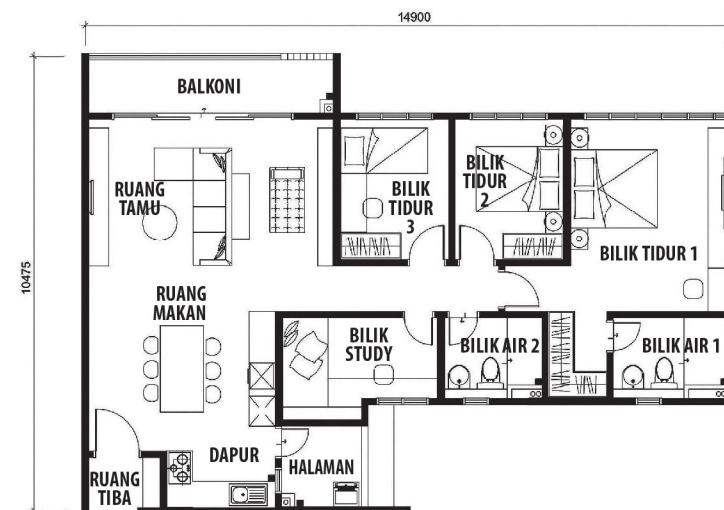 14900
BALKONI
RUANG
TAMU
BILIK
TIDUR
3
BILIK
TIDUR
2
BILIK TIDUR 1
10475
RUANG
MAKAN
BILIK
STUDY
BILIK AIR 2
BILIK AIR 1
DAPUR
HALAMAN
RUANG
TIBA